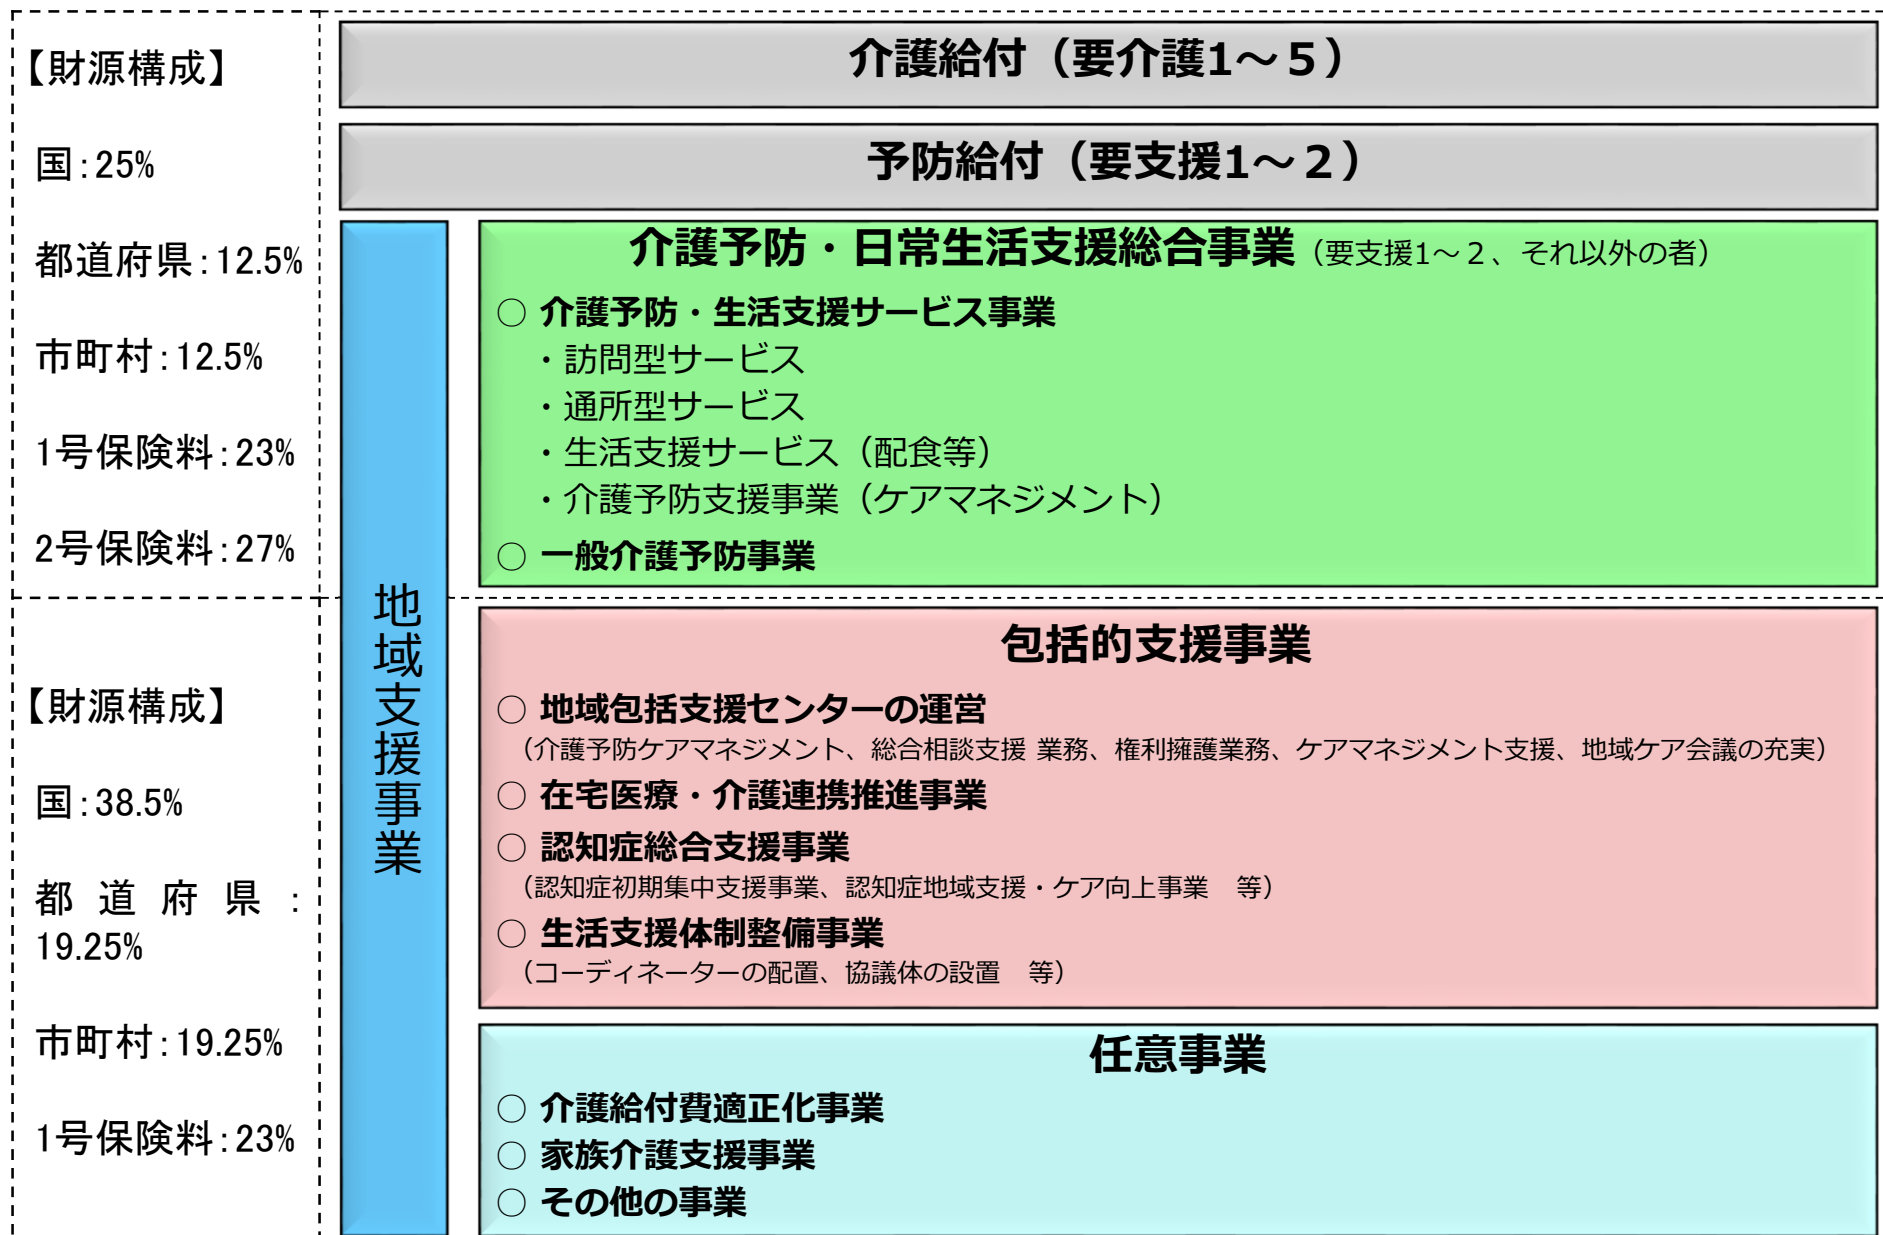 【財源構成】
国:25%
都道府県:12.5%
市町村:12.5%
1号保険料:23%
2号保険料:27%
【財源構成】
国:38.5%
都道府県:
19.25%
市町村:19.25%
1号保険料:23%
介護給付（要介護1～５）
予防給付（要支援1～２）
地域支援事業
介護予防・日常生活支援総合事業（要支援1～２、それ以外の者）
○ 介護予防・生活支援サービス事業
・訪問型サービス
・通所型サービス
・生活支援サービス（配食等）
・介護予防支援事業（ケアマネジメント）
○ 一般介護予防事業
包括的支援事業
○ 地域包括支援センターの運営
（介護予防ケアマネジメント、総合相談支援 業務、権利擁護業務、ケアマネジメント支援、地域ケア会議の充実）
○ 在宅医療・介護連携推進事業
○ 認知症総合支援事業
（認知症初期集中支援事業、認知症地域支援・ケア向上事業　等）
○ 生活支援体制整備事業
（コーディネーターの配置、協議体の設置　等）
任意事業
○ 介護給付費適正化事業
○ 家族介護支援事業
○ その他の事業